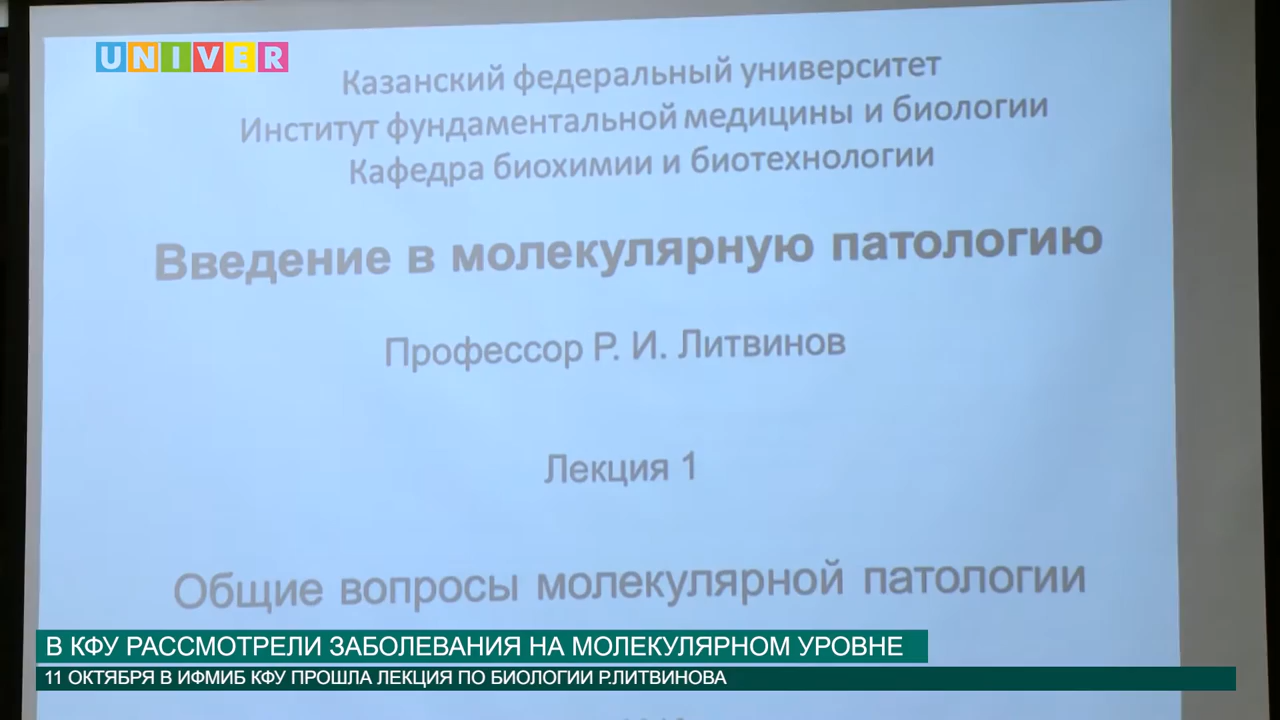 UNIVER
Казанский федеральный университет
Институт фундаментальной медицины и биологии
Кафедра биохимии и биотехнологии
Введение в молекулярную патологию
Профессор Р. И. Литвинов
Лекция 1
Общие вопросы молекулярной патологии
В КФУ РАССМОТРЕЛИ ЗАБОЛЕВАНИЯ НА МОЛЕКУЛЯРНОМ УРОВНЕ
11 ОКТЯБРЯ В ИФМИБ КФУ ПРОШЛА ЛЕКЦИЯ ПО БИОЛОГИИ Р.ЛИТВИНОВА